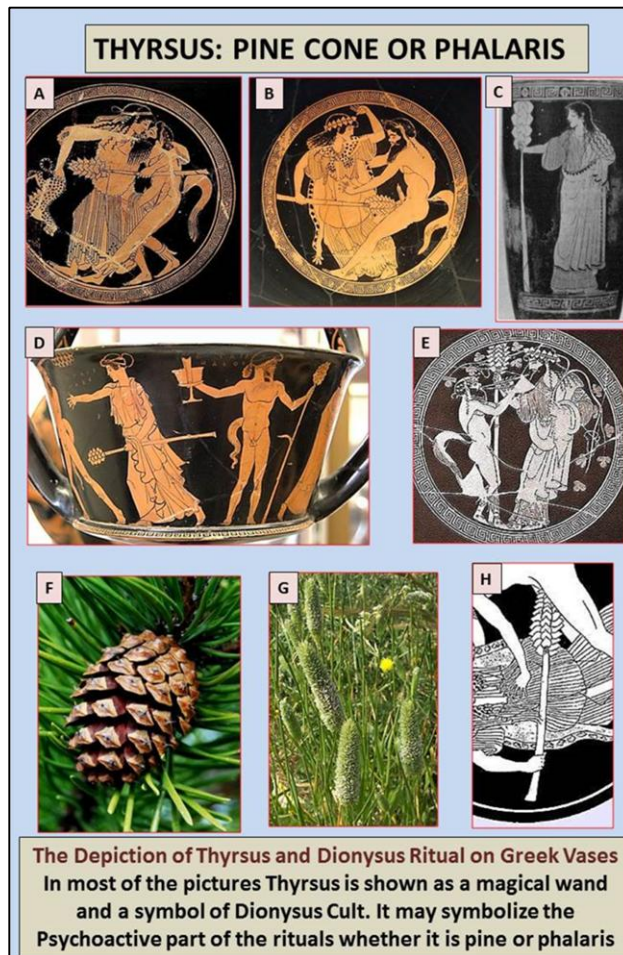 THYRSUS: PINE CONE OR PHALARIS
A
B
C
D
E
F
G
H
The Depiction of Thyrsus and Dionysus Ritual on Greek Vases
In most of the pictures Thyrsus is shown as a magical wand
and a symbol of Dionysus Cult. It may symbolize the
Psychoactive part of the rituals whether it is pine or phalaris